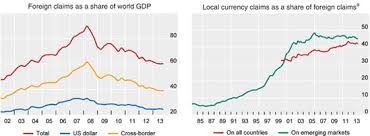 Foreign claims as a share of world GDP
80
60
40
20
02 03 04 05 06 07 08 09 10 11 12 13
Total US dollar Cross-border
Local currency claims as a share of foreign claimsª
50
40
30
20
10
0
85 87 89 91 93 95 97 99 01 03 05 07 09 11 13
On all countries On emerging markets